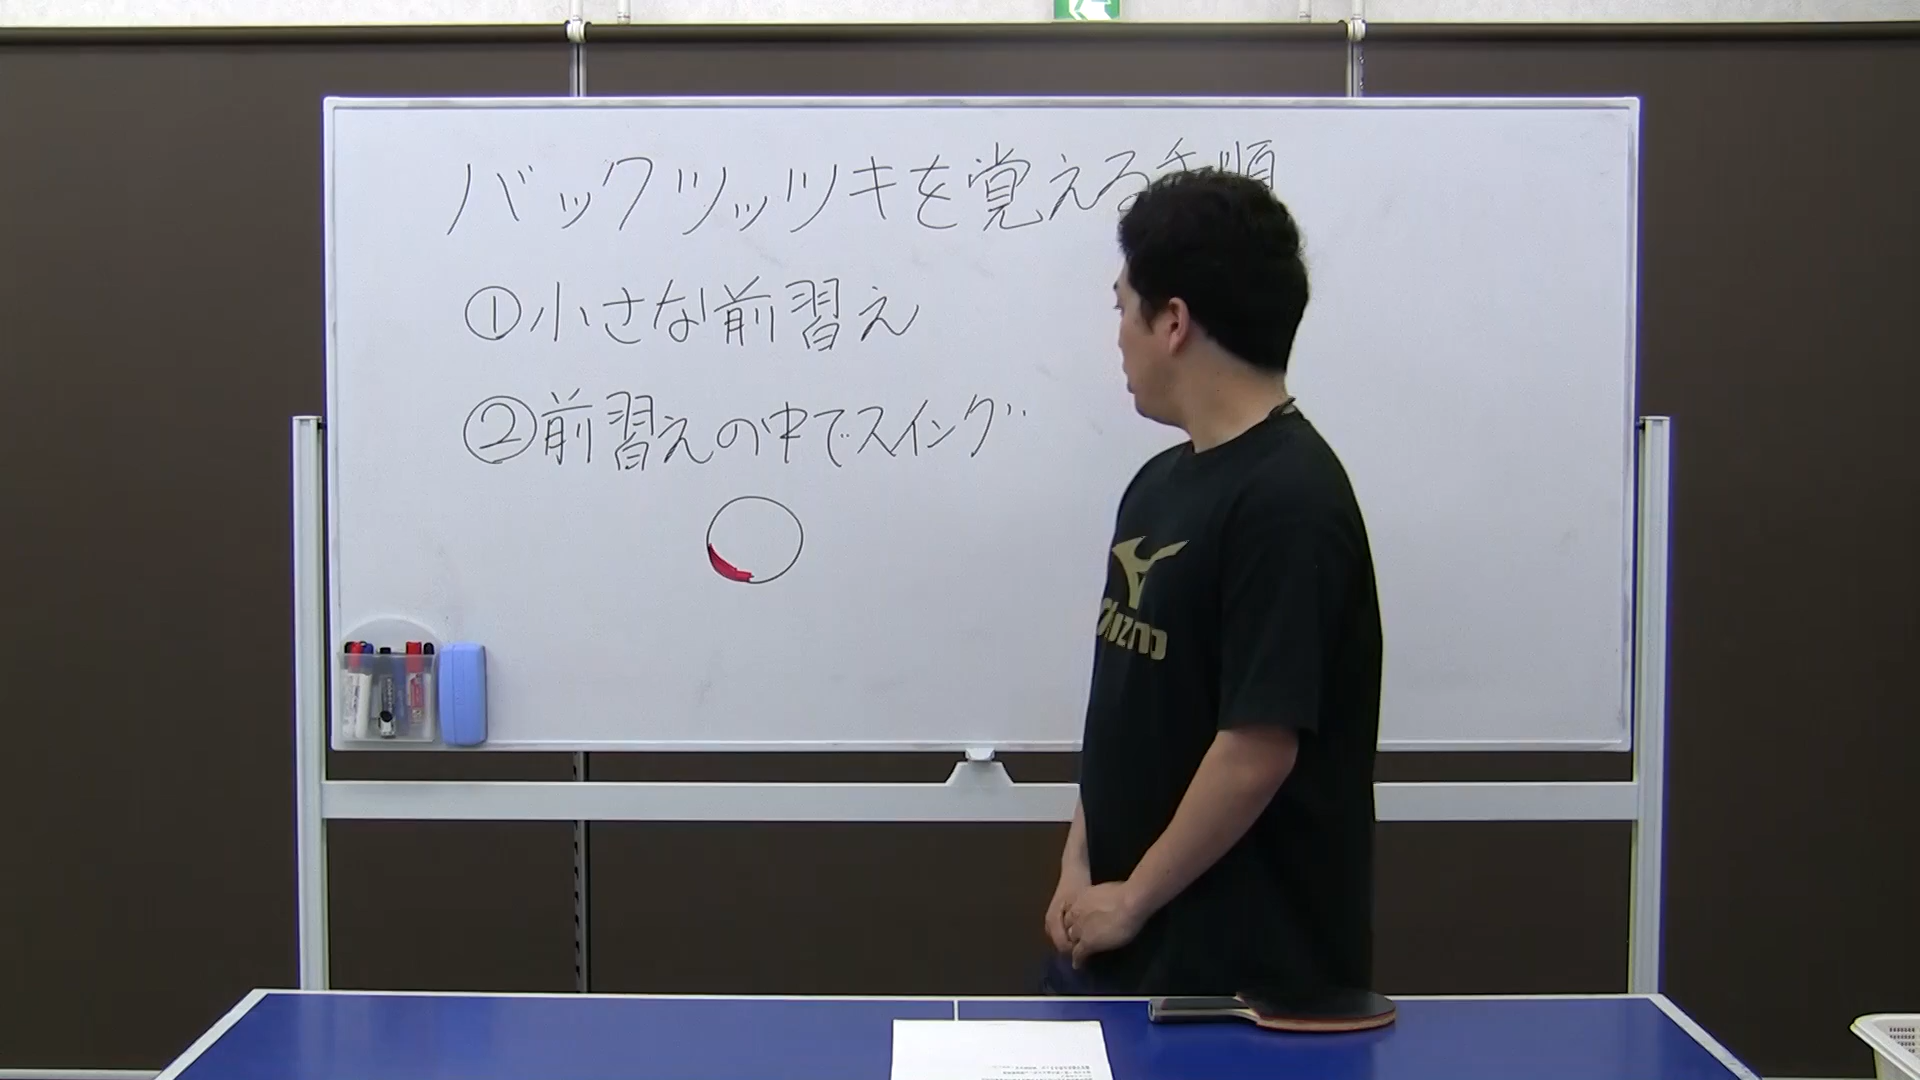 バックツッツキを覚える手順
①小さな前習え
②前習えの中でスイング
mizuno